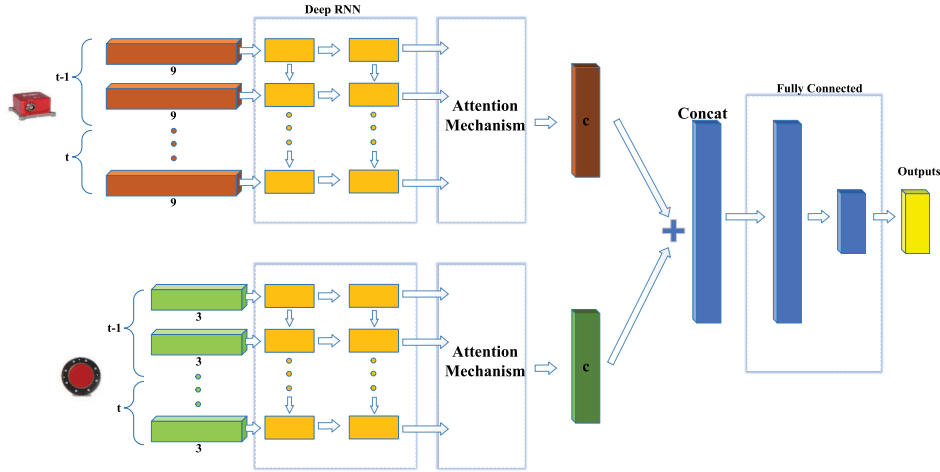 Deep RNN
t-1
9
9
t
9
Attention
Mechanism
c
Concat
Fully Connected
Outputs
t-1
3
3
t
3
Attention
Mechanism
c